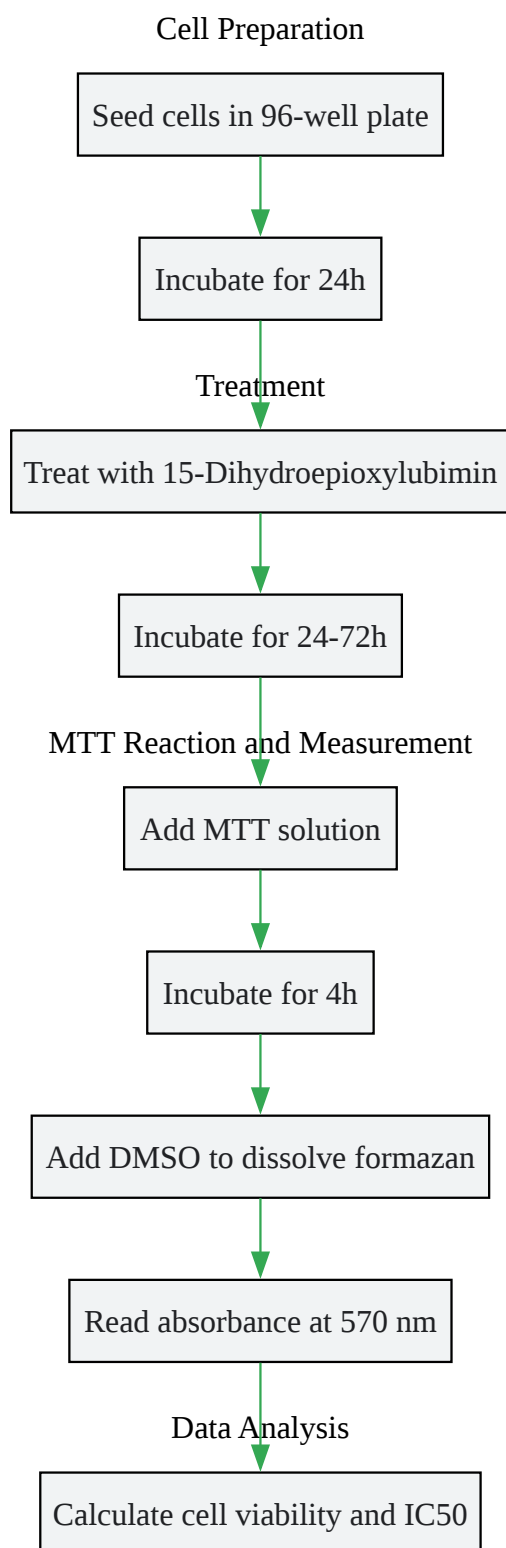 Cell Preparation
Seed cells in 96-well plate
Incubate for 24h
Treatment
Treat with 15-Dihydroepioxylubimin
Incubate for 24-72h
MTT Reaction and Measurement
Add MTT solution
Incubate for 4h
Add DMSO to dissolve formazan
Read absorbance at 570 nm
Data Analysis
Calculate cell viability and IC50